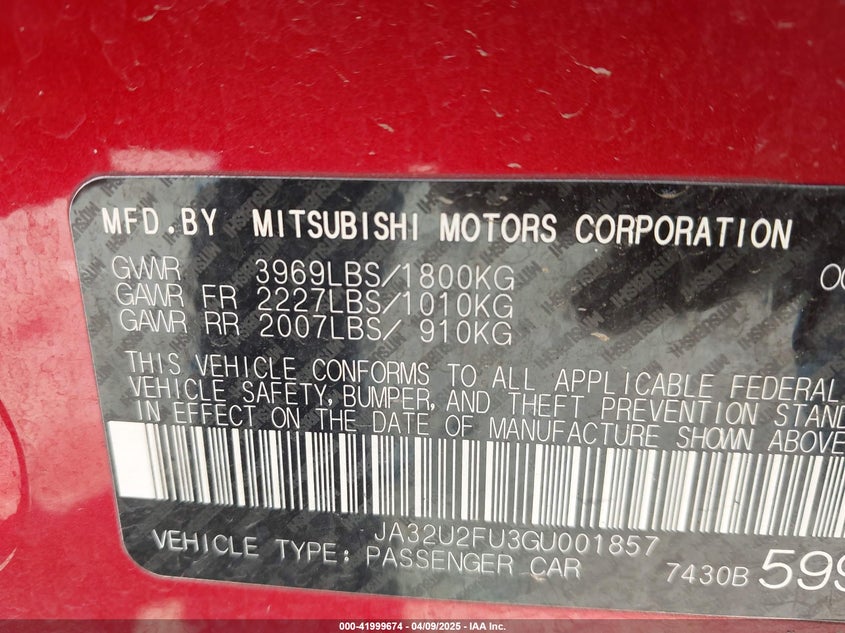 MFD.BY MITSUBISHI MOTORS CORPORATION
GVWR 3969LBS/1800KG
GAWR FR 2227LBS/1010KG
GAWR RR 2007LBS/ 910KG
THIS VEHICLE CONFORMS TO ALL APPLICABLE FEDERAL
VEHICLE SAFETY, BUMPER, AND THEFT PREVENTION STAND
IN EFFECT ON THE DATE OF MANUFACTURE SHOWN ABOVE
JA32U2FU3GU001857
VEHICLE TYPE: PASSENGER CAR
7430B 599
000-41999674 - 04/09/2025 - IAA Inc.